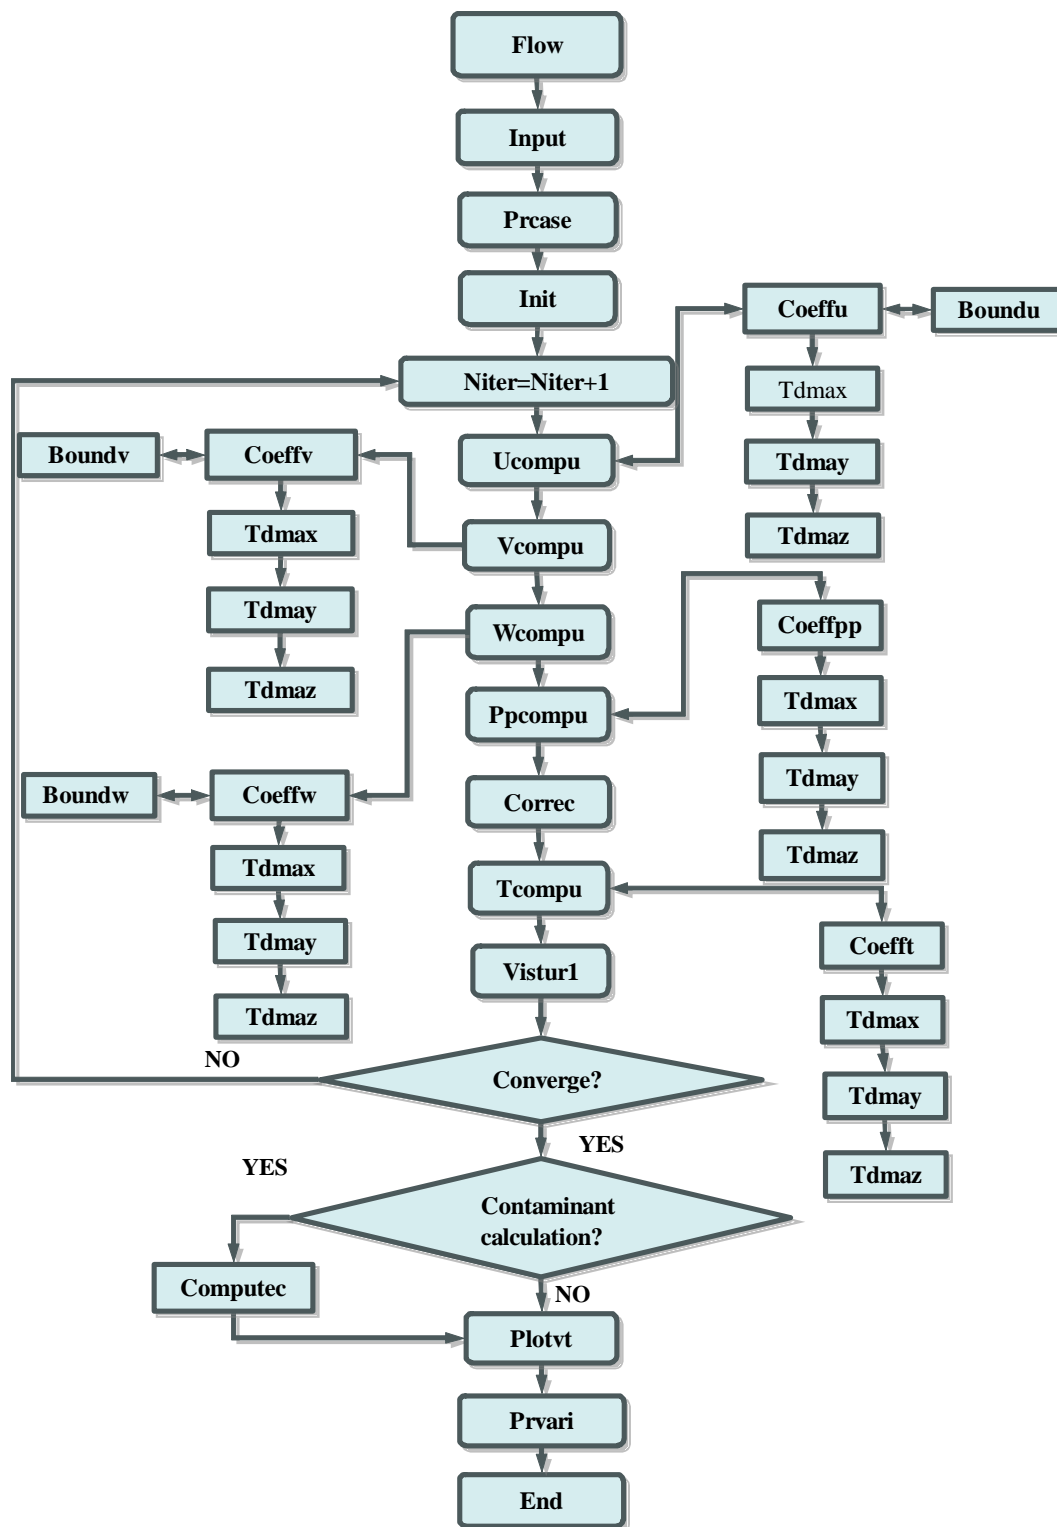 Flow
Input
Prcase
Init
Coeffu
Boundu
Niter=Niter+1
Tdmax
Boundv
Coeffv
Ucompu
Tdmay
Tdmax
Vcompu
Tdmaz
Tdmay
Wcompu
Coeffpp
Tdmaz
Ppcompu
Tdmax
Boundw
Coeffw
Correc
Tdmay
Tdmax
Tcompu
Tdmaz
Tdmay
Vistur1
Coefft
Tdmaz
Tdmax
NO
Converge?
Tdmay
YES
YES
Tdmaz
Contaminant
calculation?
Computec
NO
Plotvt
Prvari
End